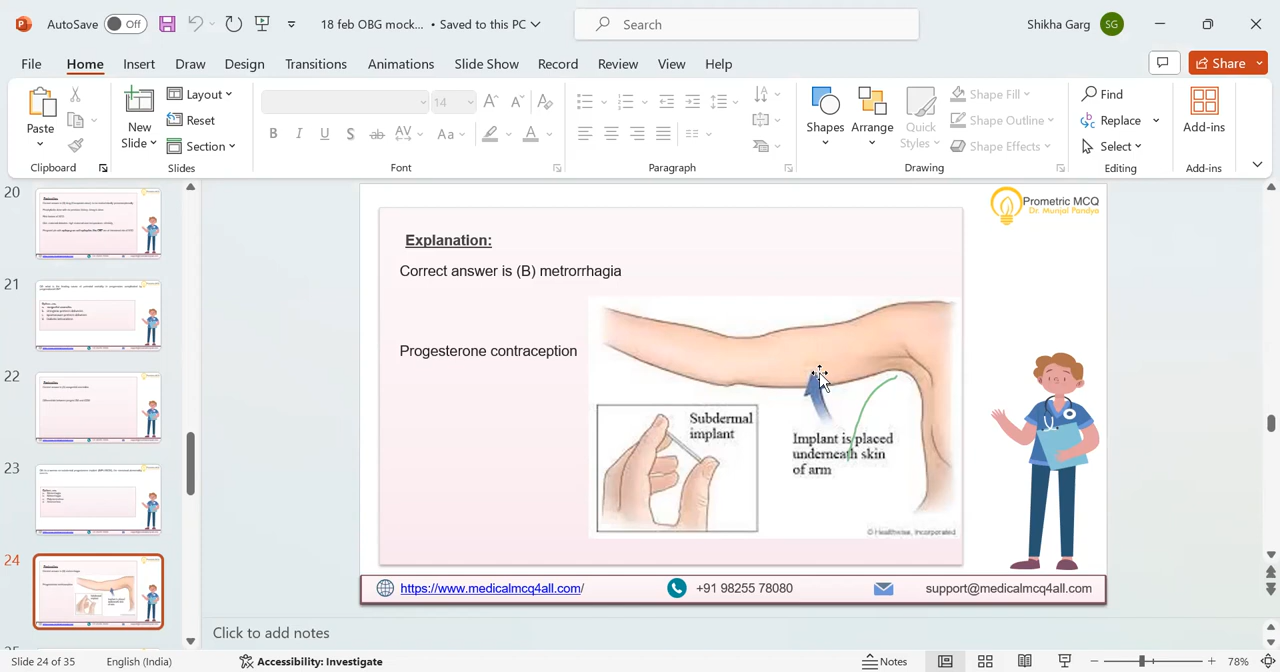 AutoSave Off 18 feb OBG mock... • Saved to this PC Search Shikha Garg SG
File Home Insert Draw Design Transitions Animations Slide Show Record Review View Help Share
Paste
Clipboard
New
Slide
Layout
Reset
Section
Slides
14
Font
Paragraph
Shapes
Arrange
Quick
Styles
Shape Fill
Shape Outline
Shape Effects
Drawing
Find
Replace
Select
Editing
Add-ins
Add-ins
20
21
22
23
24
Prometric MCQ
Dr. Munjal Pandya
Explanation:
Correct answer is (B) metrorrhagia
Progesterone contraception
Subdermal
implant
Implant is placed
underneath skin
of arm
© Healthwise, Incorporated
https://www.medicalmcq4all.com/ +91 98255 78080 support@medicalmcq4all.com
Click to add notes
Slide 24 of 35 English (India) Accessibility: Investigate Notes 78%